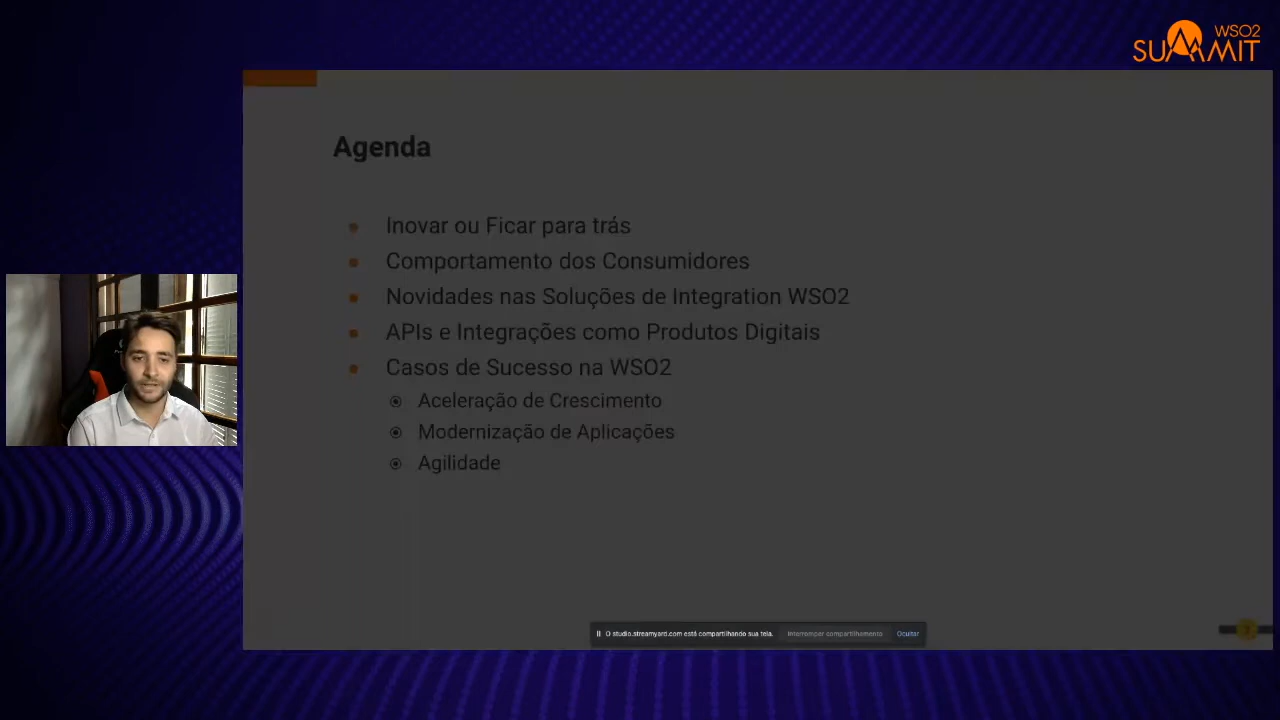 WSO2
SUMMIT
Agenda
Inovar ou Ficar para trás
Comportamento dos Consumidores
Novidades nas Soluções de Integration WSO2
APIs e Integrações como Produtos Digitais
Casos de Sucesso na WSO2
Aceleração de Crescimento
Modernização de Aplicações
Agilidade
O studio.streamyard.com está compartilhando sua tela.
Interromper compartilhamento
Ocultar